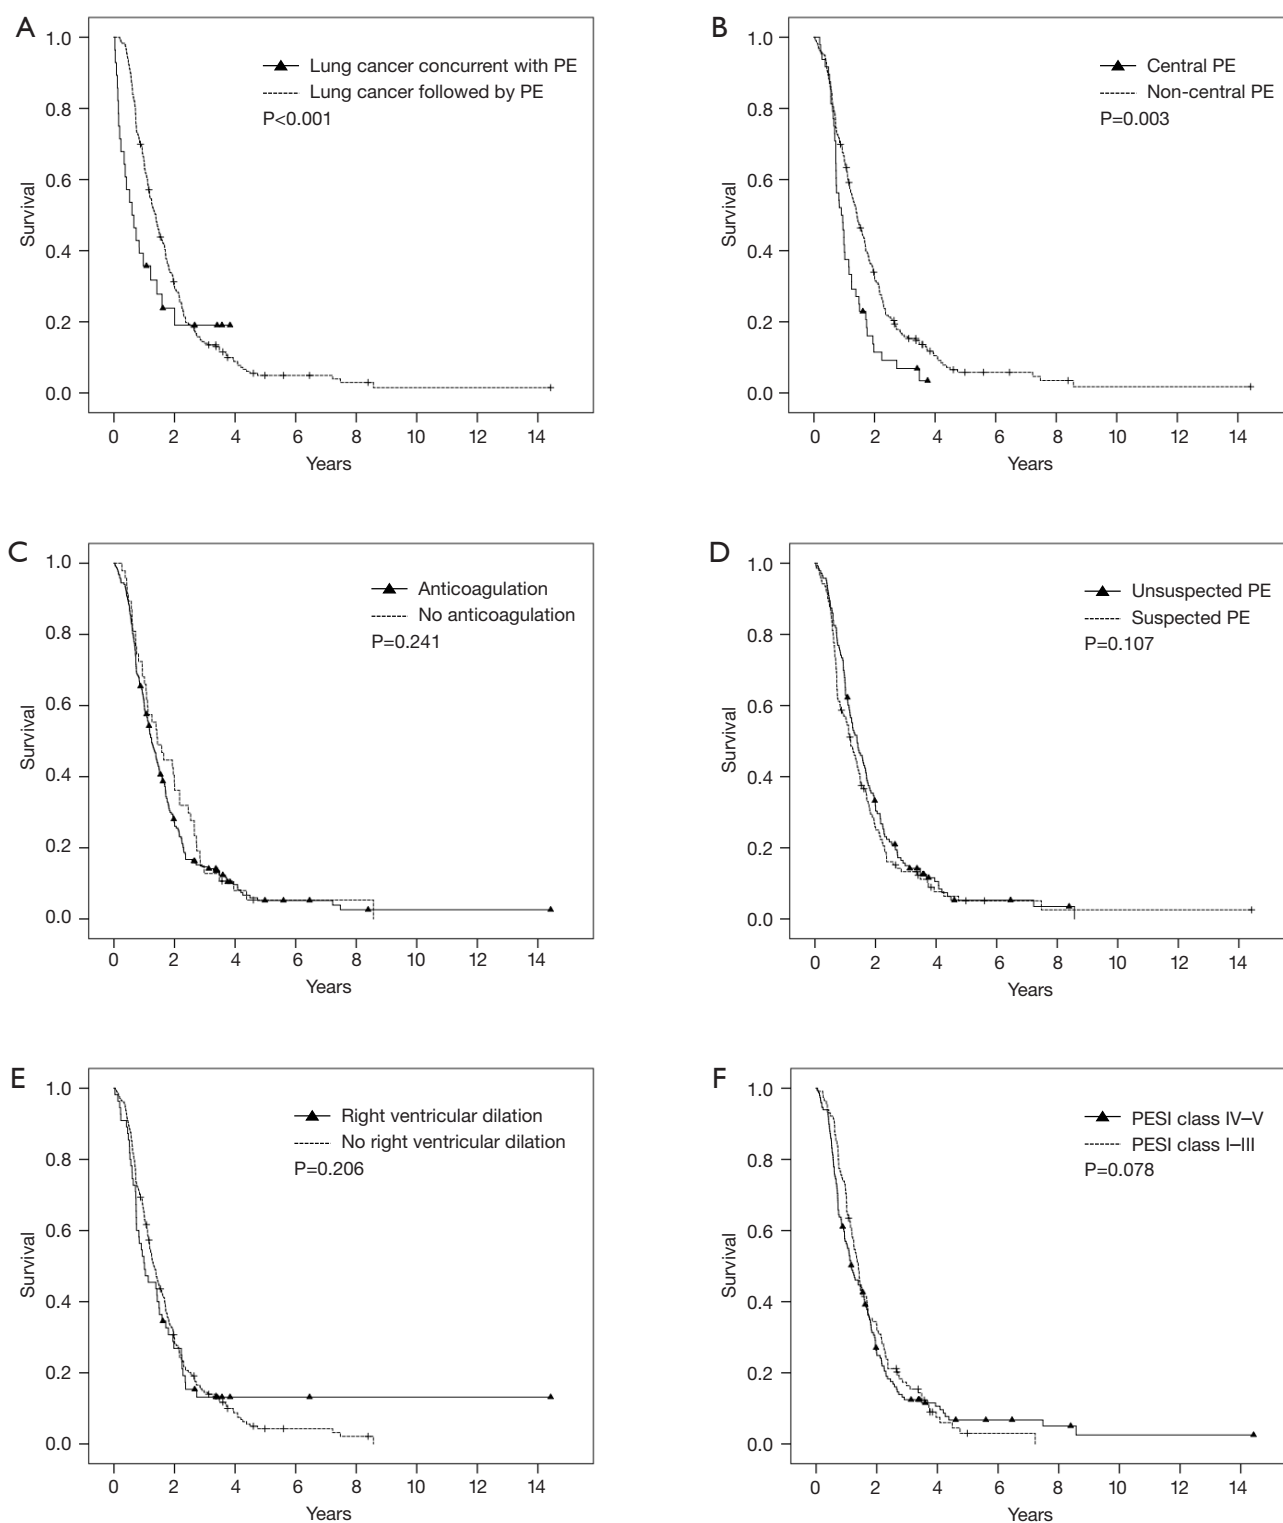 A
1.0
0.8
0.6
0.4
0.2
0.0
Survival
Lung cancer concurrent with PE
Lung cancer followed by PE
P<0.001
0 2 4 6 8 10 12 14
Years
B
1.0
0.8
0.6
0.4
0.2
0.0
Survival
Central PE
Non-central PE
P=0.003
0 2 4 6 8 10 12 14
Years
C
1.0
0.8
0.6
0.4
0.2
0.0
Survival
Anticoagulation
No anticoagulation
P=0.241
0 2 4 6 8 10 12 14
Years
D
1.0
0.8
0.6
0.4
0.2
0.0
Survival
Unsuspected PE
Suspected PE
P=0.107
0 2 4 6 8 10 12 14
Years
E
1.0
0.8
0.6
0.4
0.2
0.0
Survival
Right ventricular dilation
No right ventricular dilation
P=0.206
0 2 4 6 8 10 12 14
Years
F
1.0
0.8
0.6
0.4
0.2
0.0
Survival
PESI class IV–V
PESI class I–III
P=0.078
0 2 4 6 8 10 12 14
Years